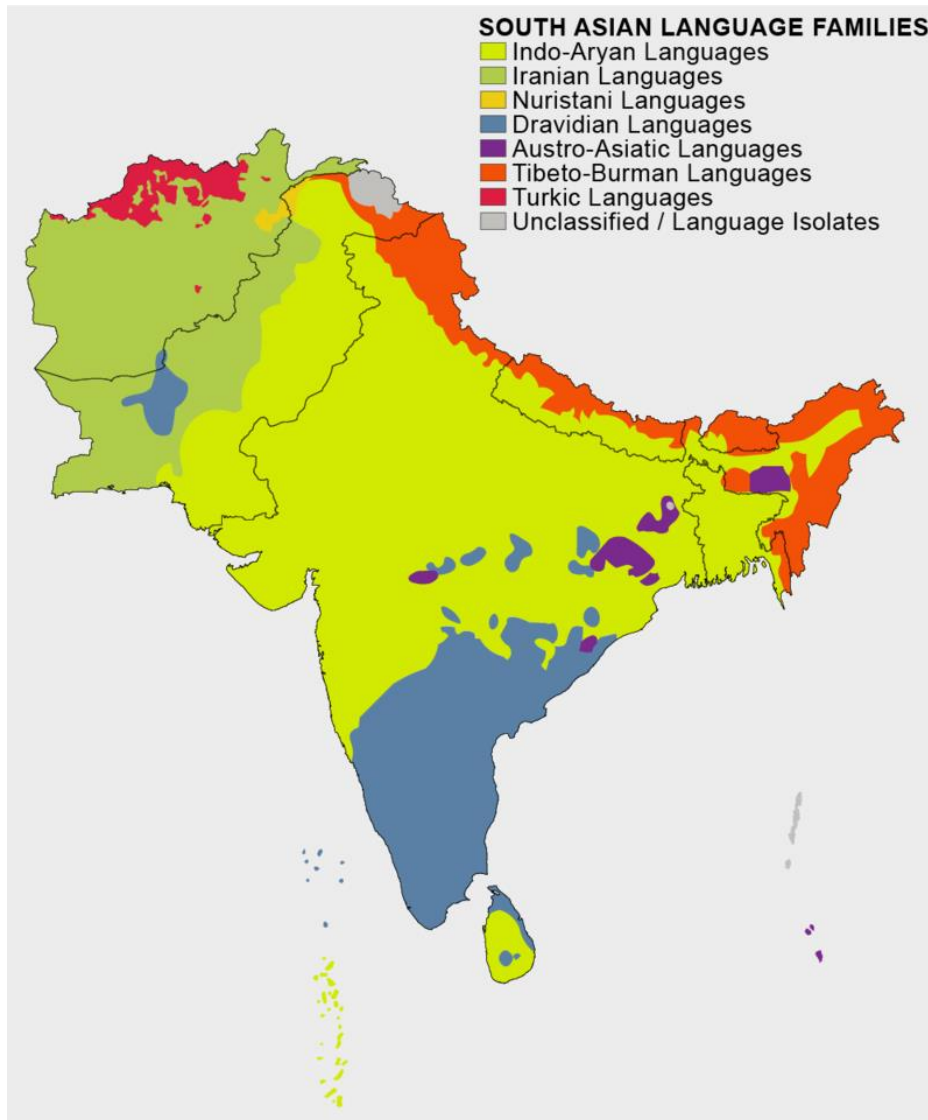 SOUTH ASIAN LANGUAGE FAMILIES
Indo-Aryan Languages
Iranian Languages
Nuristani Languages
Dravidian Languages
Austro-Asiatic Languages
Tibeto-Burman Languages
Turkic Languages
Unclassified / Language Isolates